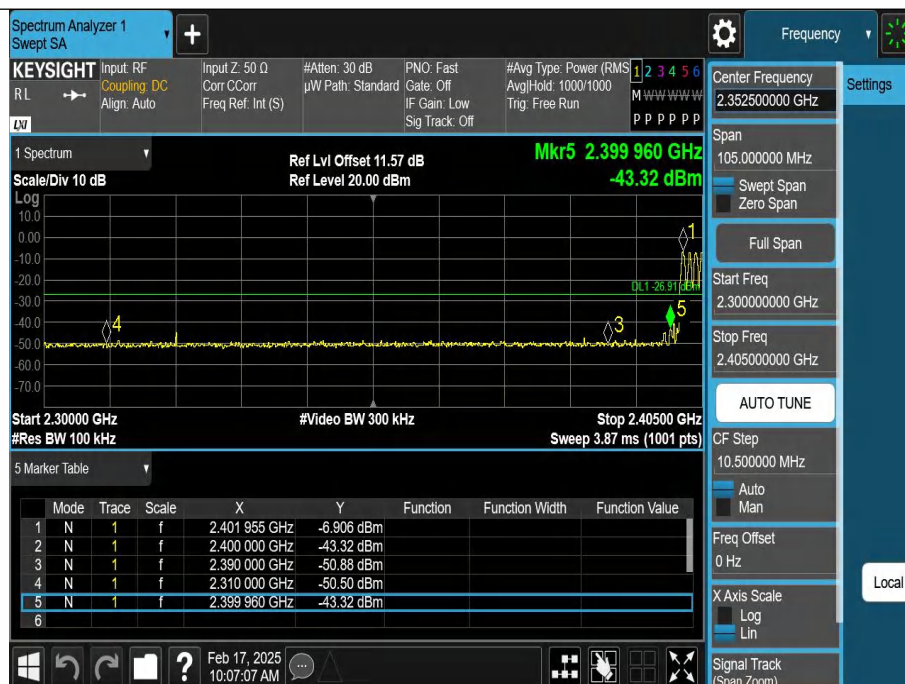 Spectrum Analyzer 1
Swept SA
+
Frequency
KEYSIGHT
RL
LXI
Input: RF
Coupling: DC
Align: Auto
Input Z: 50 Ω
Corr CCorr
Freq Ref: Int (S)
#Atten: 30 dB
µW Path: Standard
PNO: Fast
Gate: Off
IF Gain: Low
Sig Track: Off
#Avg Type: Power (RMS
Avg|Hold: 1000/1000
Trig: Free Run
1 2 3 4 5 6
M W W W W W
P P P P P P
1 Spectrum
Scale/Div 10 dB
Ref Lvl Offset 11.57 dB
Ref Level 20.00 dBm
Mkr5 2.399 960 GHz
-43.32 dBm
Log
10.0
0.00
-10.0
-20.0
-30.0
-40.0
-50.0
-60.0
-70.0
1
DL1 -26.91 dBm
5
4
3
Start 2.30000 GHz
#Video BW 300 kHz
Stop 2.40500 GHz
#Res BW 100 kHz
Sweep 3.87 ms (1001 pts)
5 Marker Table
Mode Trace Scale X Y Function Function Width Function Value
1 N 1 f 2.401 955 GHz -6.906 dBm
2 N 1 f 2.400 000 GHz -43.32 dBm
3 N 1 f 2.390 000 GHz -50.88 dBm
4 N 1 f 2.310 000 GHz -50.50 dBm
5 N 1 f 2.399 960 GHz -43.32 dBm
6
?
Feb 17, 2025
10:07:07 AM
Center Frequency
2.352500000 GHz
Settings
Span
105.000000 MHz
Swept Span
Zero Span
Full Span
Start Freq
2.300000000 GHz
Stop Freq
2.405000000 GHz
AUTO TUNE
CF Step
10.500000 MHz
Auto
Man
Freq Offset
0 Hz
Local
X Axis Scale
Log
Lin
Signal Track
(Span Zoom)